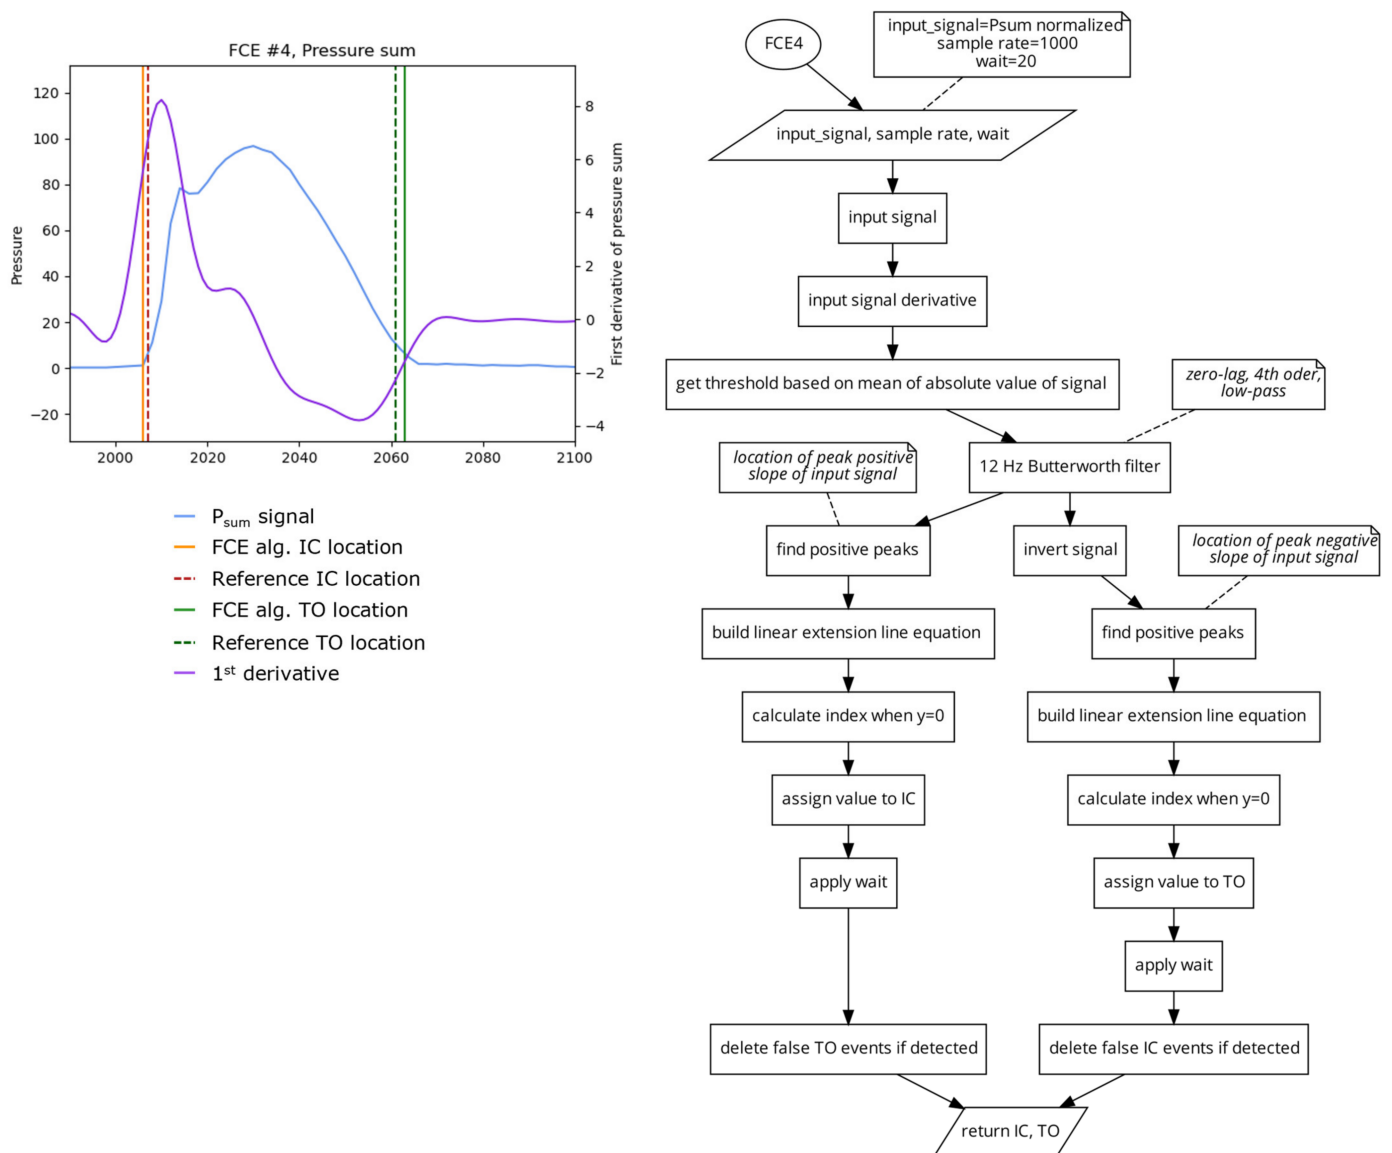 FCE #4, Pressure sum
120
100
80
60
40
20
0
−20
Pressure
8
6
4
2
0
−2
−4
First derivative of pressure sum
2000
2020
2040
2060
2080
2100
Psum signal
FCE alg. IC location
Reference IC location
FCE alg. TO location
Reference TO location
1st derivative
FCE4
input_signal=Psum normalized
sample rate=1000
wait=20
input_signal, sample rate, wait
input signal
input signal derivative
get threshold based on mean of absolute value of signal
zero-lag, 4th oder,
low-pass
12 Hz Butterworth filter
location of peak positive
slope of input signal
find positive peaks
invert signal
location of peak negative
slope of input signal
build linear extension line equation
find positive peaks
calculate index when y=0
build linear extension line equation
assign value to IC
calculate index when y=0
apply wait
assign value to TO
apply wait
delete false TO events if detected
delete false IC events if detected
return IC, TO